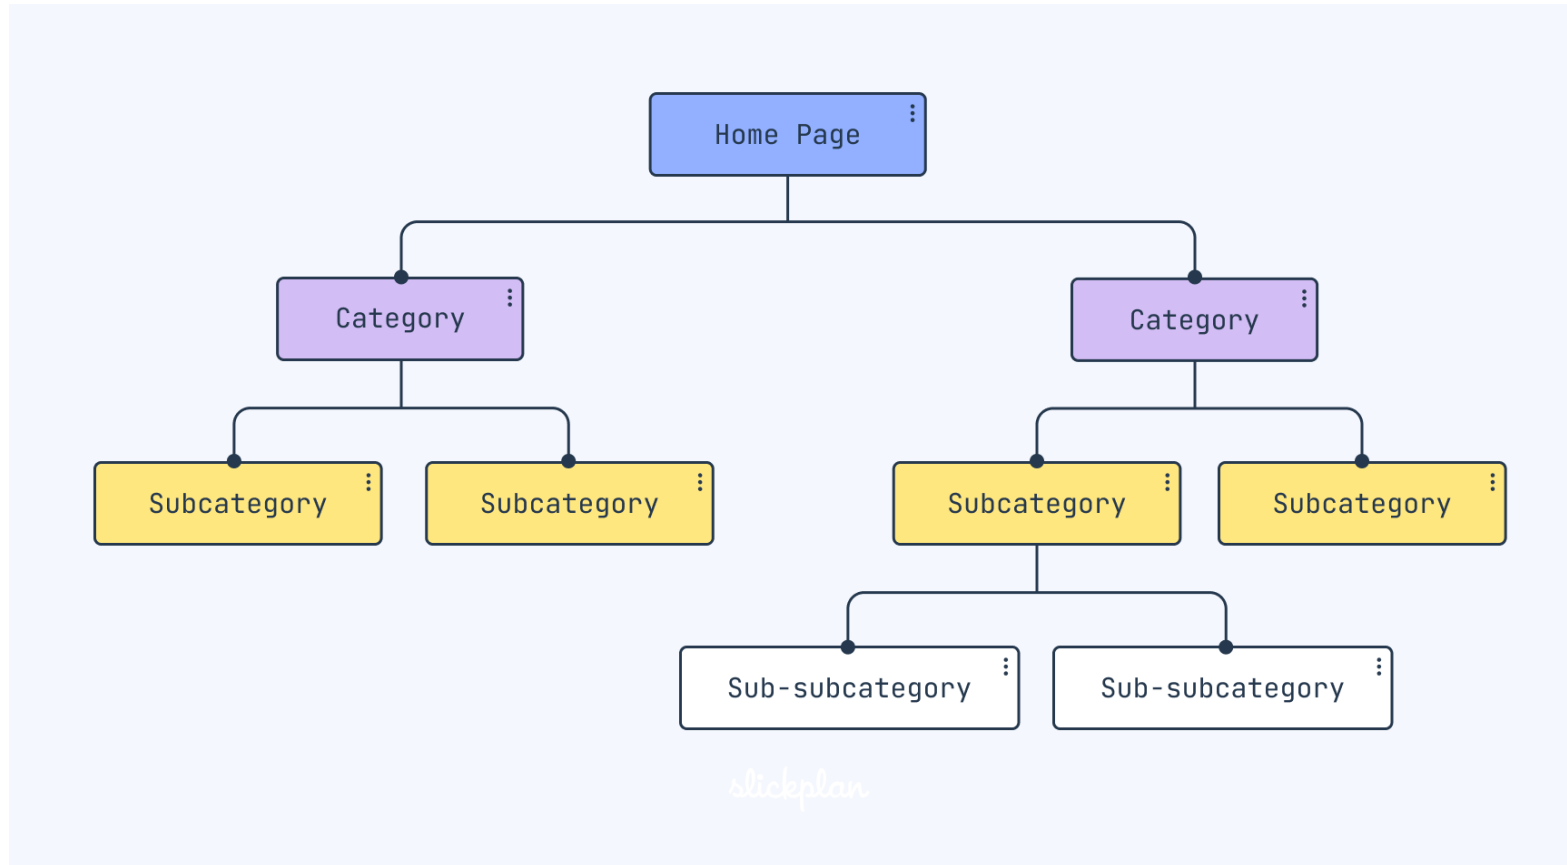 Home Page
Category
Category
Subcategory
Subcategory
Subcategory
Subcategory
Sub-subcategory
Sub-subcategory
slickplan